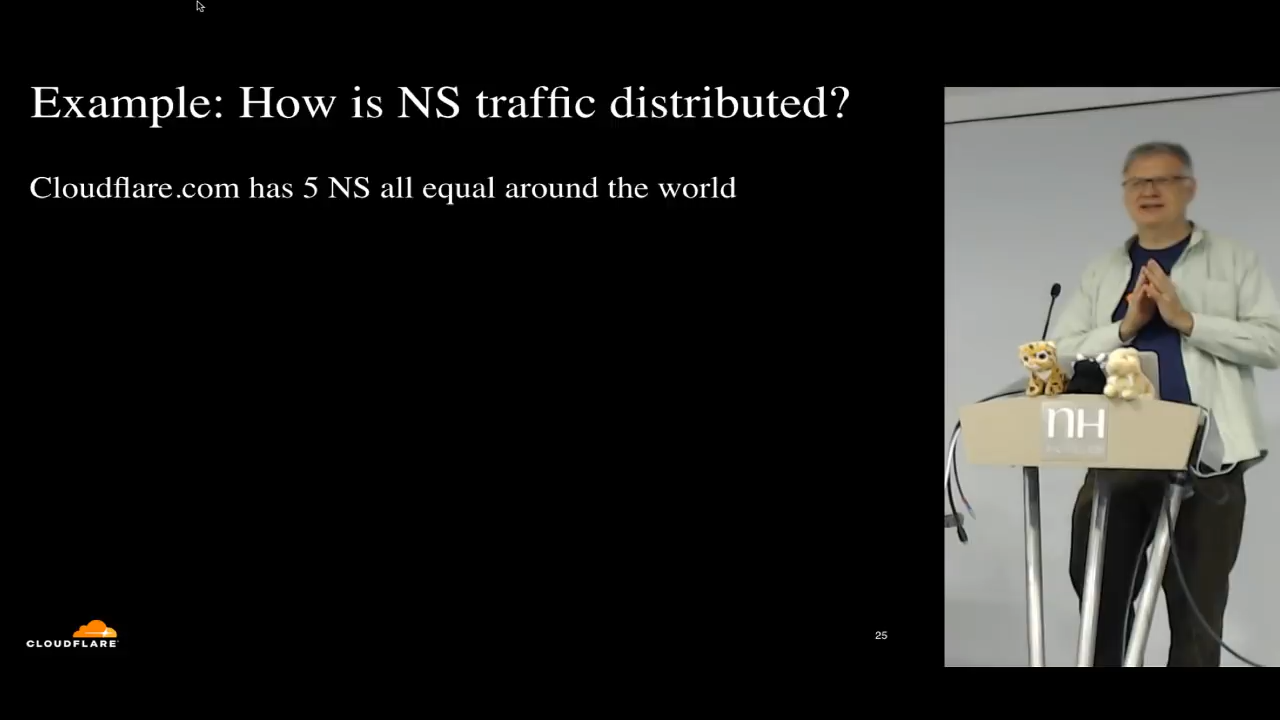 Example: How is NS traffic distributed?
Cloudflare.com has 5 NS all equal around the world
CLOUDFLARE
25
nH